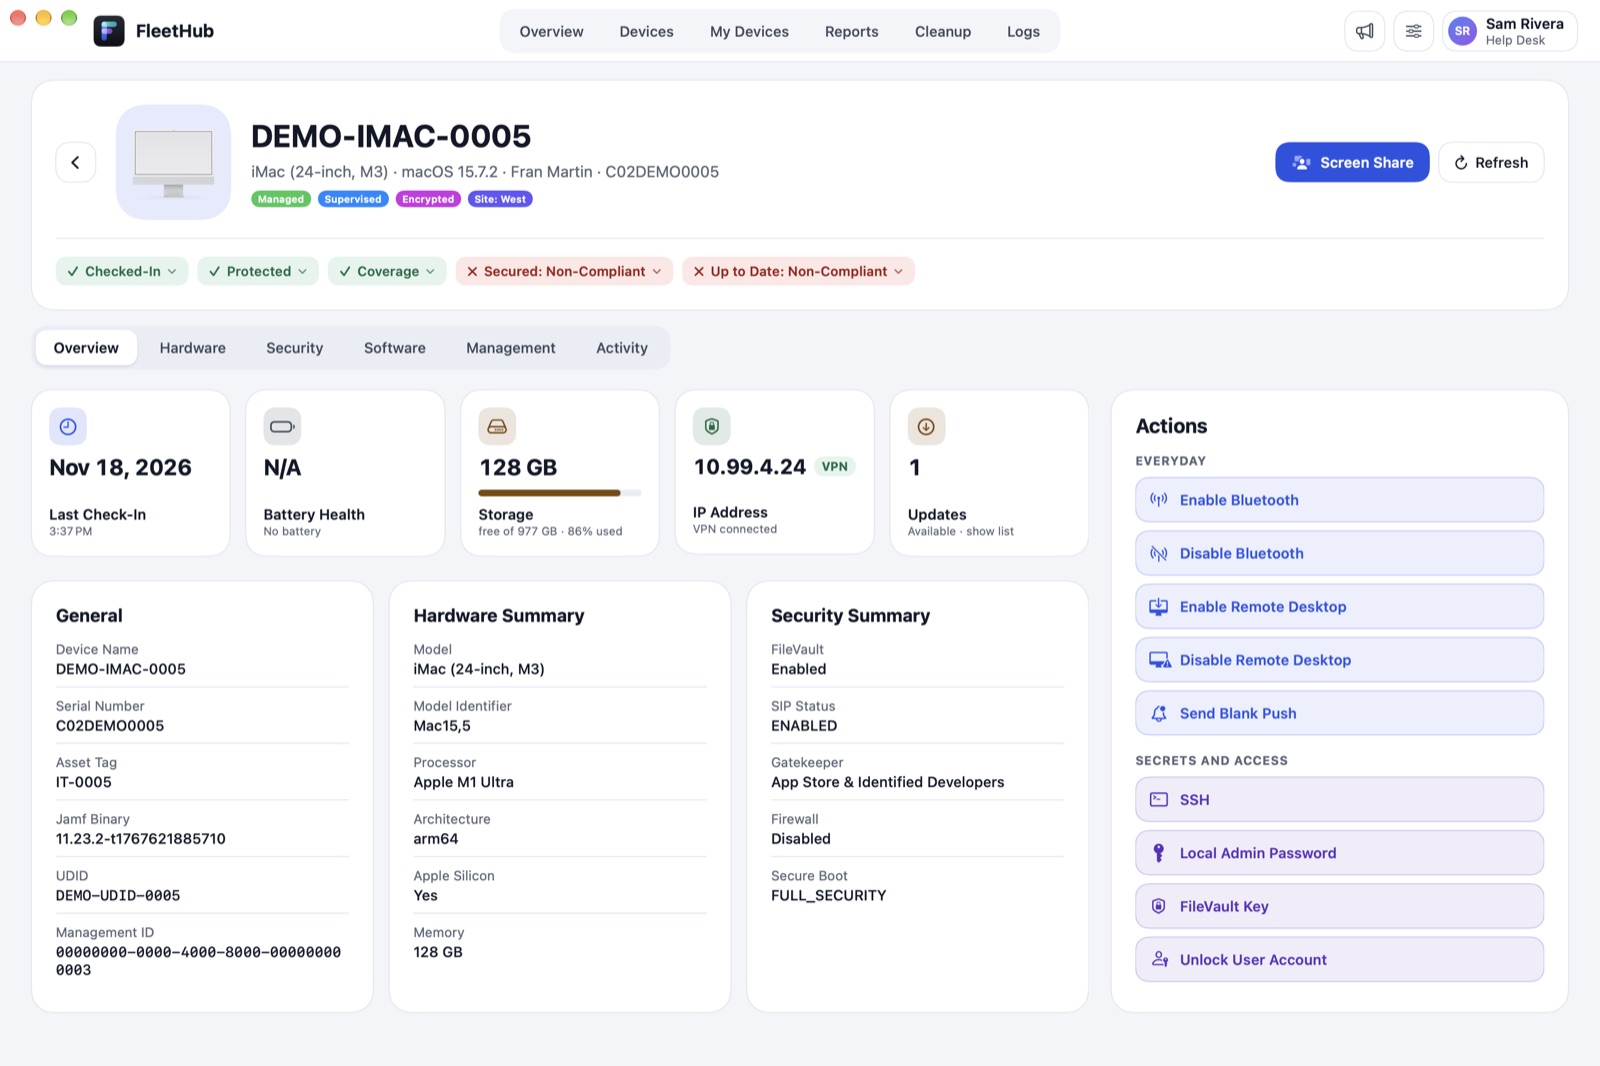 FleetHub
Overview
Devices
My Devices
Reports
Cleanup
Logs
SR
Sam Rivera
Help Desk
DEMO-IMAC-0005
iMac (24-inch, M3) · macOS 15.7.2 · Fran Martin · C02DEMO0005
Managed
Supervised
Encrypted
Site: West
Screen Share
Refresh
Checked-In
Protected
Coverage
Secured: Non-Compliant
Up to Date: Non-Compliant
Overview
Hardware
Security
Software
Management
Activity
Nov 18, 2026
Last Check-In
3:37 PM
N/A
Battery Health
No battery
128 GB
Storage
free of 977 GB · 86% used
10.99.4.24 VPN
IP Address
VPN connected
1
Updates
Available · show list
General
Device Name
DEMO-IMAC-0005
Serial Number
C02DEMO0005
Asset Tag
IT-0005
Jamf Binary
11.23.2-t1767621885710
UDID
DEMO-UDID-0005
Management ID
00000000-0000-4000-8000-00000000
0003
Hardware Summary
Model
iMac (24-inch, M3)
Model Identifier
Mac15,5
Processor
Apple M1 Ultra
Architecture
arm64
Apple Silicon
Yes
Memory
128 GB
Security Summary
FileVault
Enabled
SIP Status
ENABLED
Gatekeeper
App Store & Identified Developers
Firewall
Disabled
Secure Boot
FULL_SECURITY
Actions
EVERYDAY
Enable Bluetooth
Disable Bluetooth
Enable Remote Desktop
Disable Remote Desktop
Send Blank Push
SECRETS AND ACCESS
SSH
Local Admin Password
FileVault Key
Unlock User Account